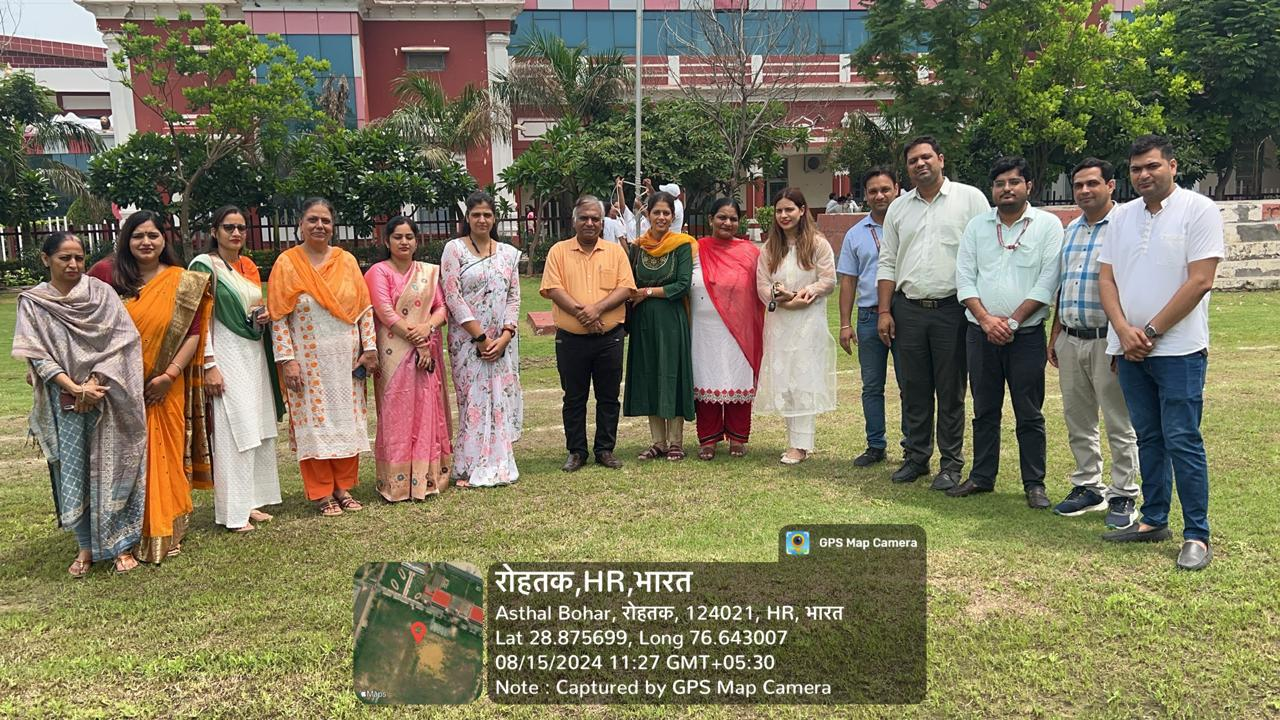 GPS Map Camera
रोहतक,HR,भारत
Asthal Bohar, रोहतक, 124021, HR, भारत
Lat 28.875699, Long 76.643007
08/15/2024 11:27 GMT+05:30
Note : Captured by GPS Map Camera
Maps